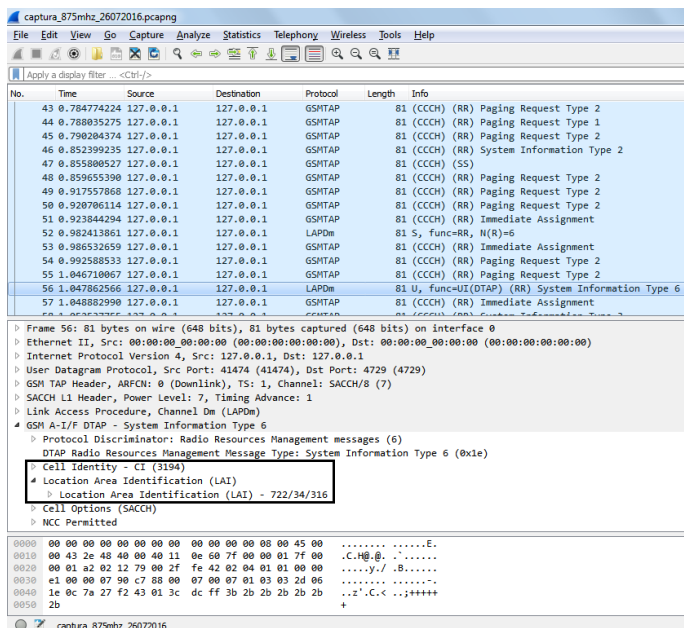 captura_875mhz_26072016.pcapng
File Edit View Go Capture Analyze Statistics Telephony Wireless Tools Help
Apply a display filter ... <Ctrl-/>
No. Time Source Destination Protocol Length Info
43 0.784774224 127.0.0.1 127.0.0.1 GSMTAP 81 (CCCH) (RR) Paging Request Type 2
44 0.788035275 127.0.0.1 127.0.0.1 GSMTAP 81 (CCCH) (RR) Paging Request Type 1
45 0.790204374 127.0.0.1 127.0.0.1 GSMTAP 81 (CCCH) (RR) Paging Request Type 2
46 0.852399235 127.0.0.1 127.0.0.1 GSMTAP 81 (CCCH) (RR) System Information Type 2
47 0.855800527 127.0.0.1 127.0.0.1 GSMTAP 81 (CCCH) (SS)
48 0.859655390 127.0.0.1 127.0.0.1 GSMTAP 81 (CCCH) (RR) Paging Request Type 2
49 0.917557868 127.0.0.1 127.0.0.1 GSMTAP 81 (CCCH) (RR) Paging Request Type 2
50 0.920706114 127.0.0.1 127.0.0.1 GSMTAP 81 (CCCH) (RR) Paging Request Type 2
51 0.923844294 127.0.0.1 127.0.0.1 GSMTAP 81 (CCCH) (RR) Immediate Assignment
52 0.982413861 127.0.0.1 127.0.0.1 LAPDm 81 S, func=RR, N(R)=6
53 0.986532659 127.0.0.1 127.0.0.1 GSMTAP 81 (CCCH) (RR) Immediate Assignment
54 0.992588533 127.0.0.1 127.0.0.1 GSMTAP 81 (CCCH) (RR) Paging Request Type 2
55 1.046710067 127.0.0.1 127.0.0.1 GSMTAP 81 (CCCH) (RR) Paging Request Type 2
56 1.047862566 127.0.0.1 127.0.0.1 LAPDm 81 U, func=UI(DTAP) (RR) System Information Type 6
57 1.048882990 127.0.0.1 127.0.0.1 GSMTAP 81 (CCCH) (RR) Immediate Assignment
Frame 56: 81 bytes on wire (648 bits), 81 bytes captured (648 bits) on interface 0
Ethernet II, Src: 00:00:00_00:00:00 (00:00:00:00:00:00), Dst: 00:00:00_00:00:00 (00:00:00:00:00:00)
Internet Protocol Version 4, Src: 127.0.0.1, Dst: 127.0.0.1
User Datagram Protocol, Src Port: 41474 (41474), Dst Port: 4729 (4729)
GSM TAP Header, ARFCN: 0 (Downlink), TS: 1, Channel: SACCH/8 (7)
SACCH L1 Header, Power Level: 7, Timing Advance: 1
Link Access Procedure, Channel Dm (LAPDm)
GSM A-I/F DTAP - System Information Type 6
Protocol Discriminator: Radio Resources Management messages (6)
DTAP Radio Resources Management Message Type: System Information Type 6 (0x1e)
Cell Identity - CI (3194)
Location Area Identification (LAI)
Location Area Identification (LAI) - 722/34/316
Cell Options (SACCH)
NCC Permitted
0000 00 00 00 00 00 00 00 00 00 00 00 00 08 00 45 00 ........ ......E.
0010 00 43 2e 48 40 00 40 11 0e 60 7f 00 00 01 7f 00 .C.H@.@. .`......
0020 00 01 a2 02 12 79 00 2f fe 42 02 04 01 01 00 00 .....y./ .B......
0030 e1 00 00 07 90 c7 88 00 07 00 07 01 03 03 2d 06 ........ ......-.
0040 1e 0c 7a 27 f2 43 01 3c dc ff 3b 2b 2b 2b 2b 2b ..z'.C.< ..;+++++
0050 2b +
captura_875mhz_26072016